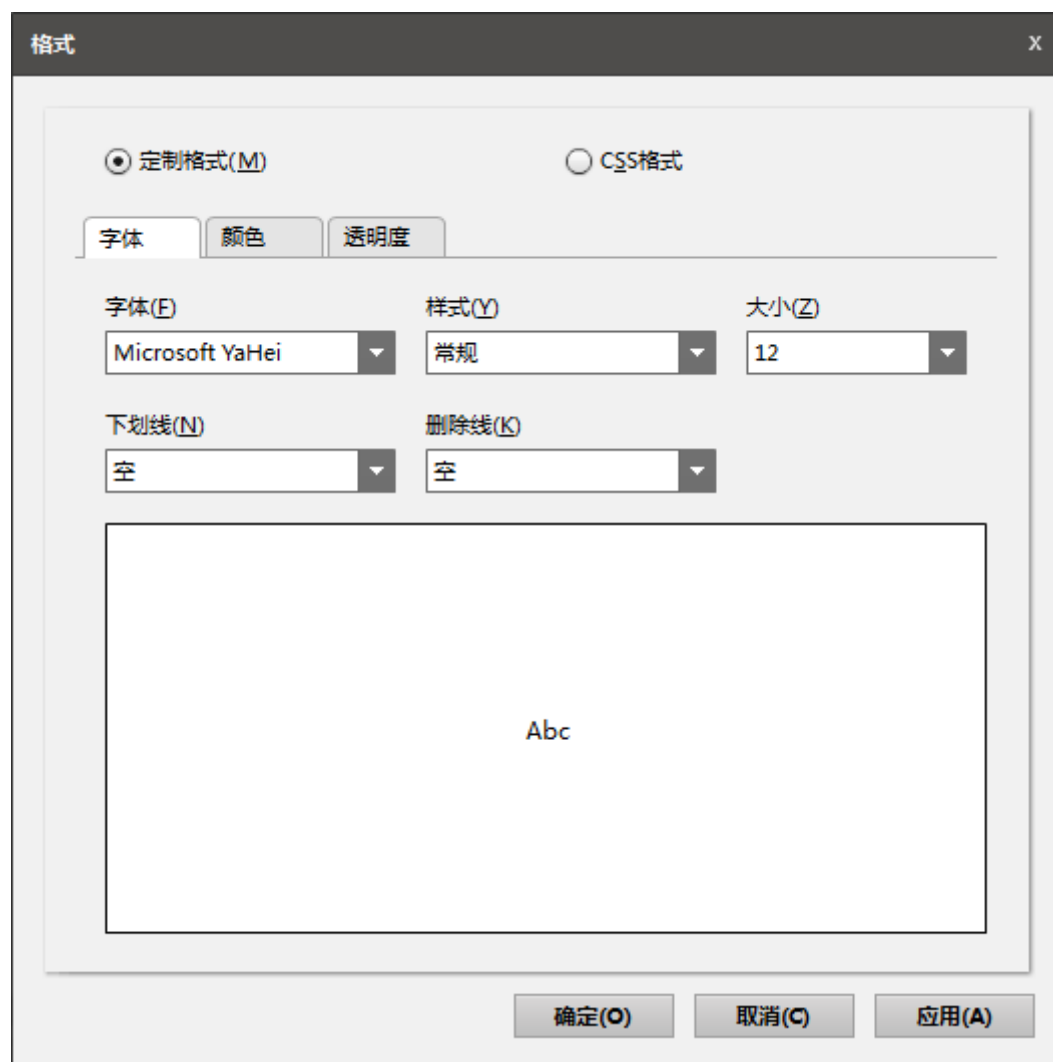 格式 x
定制格式(M) CSS格式
字体 颜色 透明度
字体(F) 样式(Y) 大小(Z)
Microsoft YaHei 常规 12
下划线(N) 删除线(K)
空 空
Abc
确定(O) 取消(C) 应用(A)